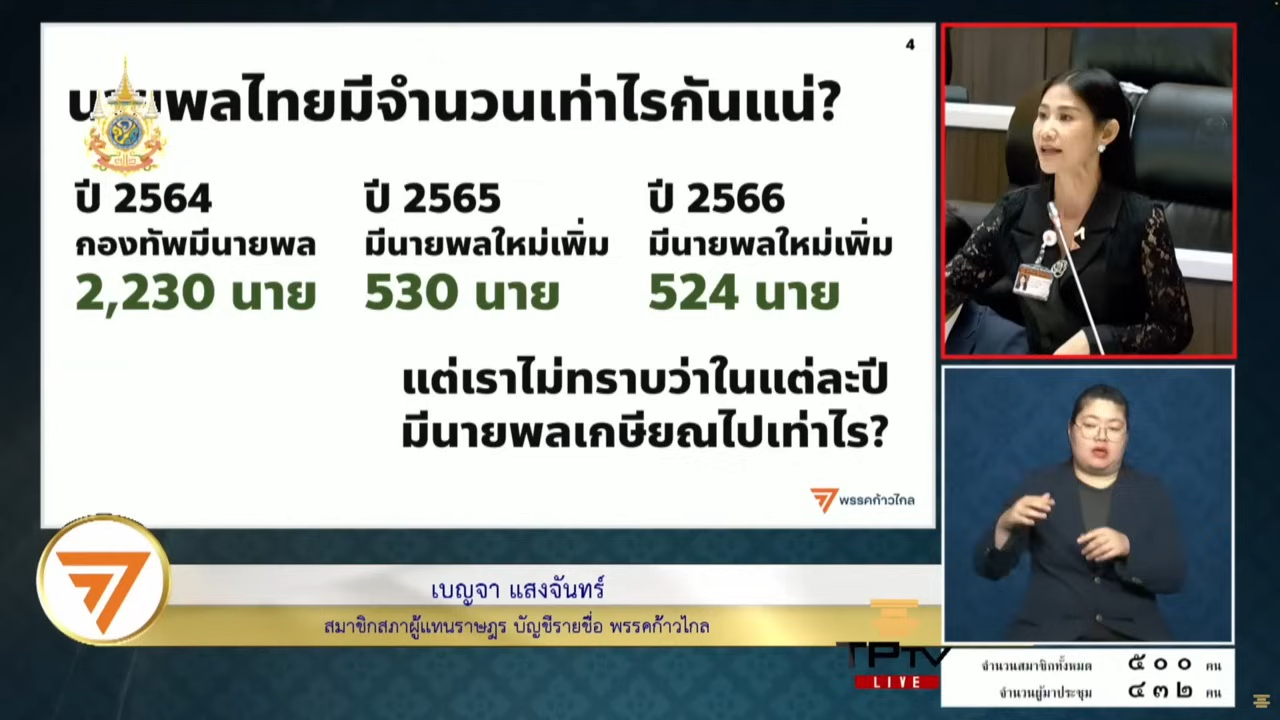 4
นายพลไทยมีจำนวนเท่าไรกันแน่?
ปี 2564
กองทัพมีนายพล
2,230 นาย
ปี 2565
มีนายพลใหม่เพิ่ม
530 นาย
ปี 2566
มีนายพลใหม่เพิ่ม
524 นาย
แต่เราไม่ทราบว่าในแต่ละปี
มีนายพลเกษียณไปเท่าไร?
พรรคก้าวไกล
เบญจา แสงจันทร์
สมาชิกสภาผู้แทนราษฎร บัญชีรายชื่อ พรรคก้าวไกล
TPTV
LIVE
จำนวนสมาชิกทั้งหมด ๕๐๐ คน
จำนวนผู้มาประชุม ๔๓๒ คน